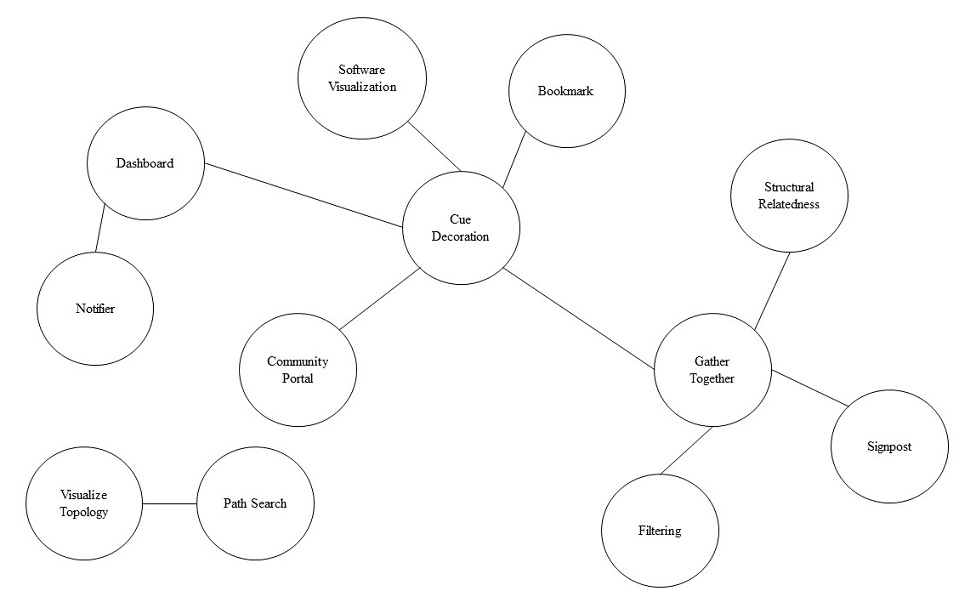 Software
Visualization
Bookmark
Dashboard
Structural
Relatedness
Cue
Decoration
Notifier
Community
Portal
Gather
Together
Signpost
Visualize
Topology
Path Search
Filtering